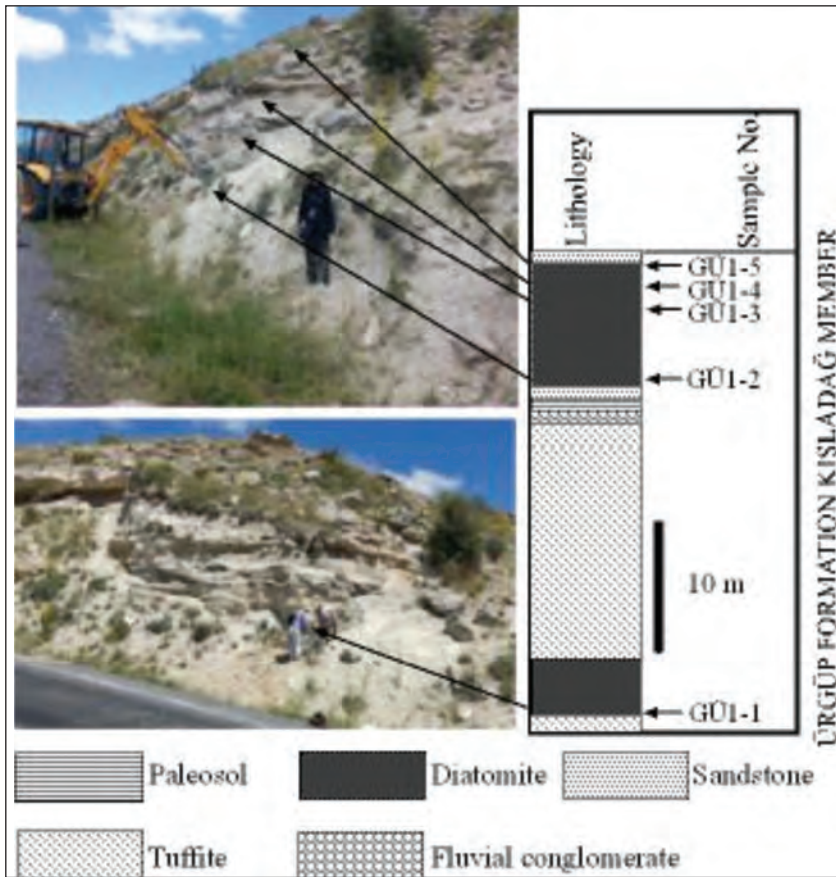 Lithology
Sample No.
GÜ1-5
GÜ1-4
GÜ1-3
GÜ1-2
10 m
GÜ1-1
ÜRGÜP FORMATION KISLADAĞ MEMBER
Paleosol
Diatomite
Sandstone
Tuffite
Fluvial conglomerate